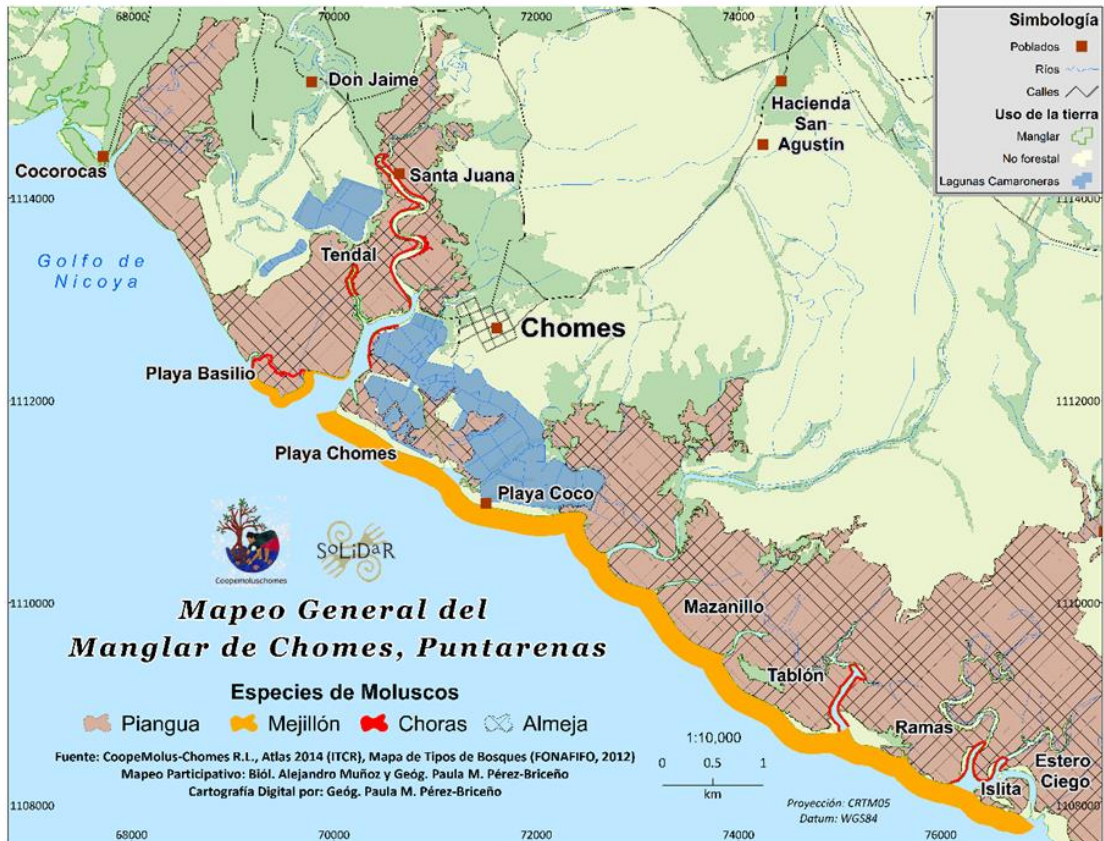 68000 70000 72000 74000
Simbología
Poblados
Ríos
Calles
Uso de la tierra
Manglar
No forestal
Lagunas Camaroneras
Don Jaime
Hacienda
San
Agustín
Cocorocas
Santa Juana
1114000
1114000
Tendal
Golfo de
Nicoya
Chomes
Playa Basilio
1112000
1112000
Playa Chomes
Playa Coco
Coopemoluschomes
SoLiDaR
1110000
1110000
Mazanillo
Mapeo General del
Manglar de Chomes, Puntarenas
Tablón
Especies de Moluscos
Piangua Mejillón Choras Almeja
Ramas
1:10,000
Estero
Ciego
Islita
Fuente: CoopeMolus-Chomes R.L., Atlas 2014 (ITCR), Mapa de Tipos de Bosques (FONAFIFO, 2012)
Mapeo Participativo: Biól. Alejandro Muñoz y Geóg. Paula M. Pérez-Briceño
Cartografía Digital por: Geóg. Paula M. Pérez-Briceño
0 0.5 1
km
Proyección: CRTM05
Datum: WGS84
1108000
1108000
68000 70000 72000 74000 76000